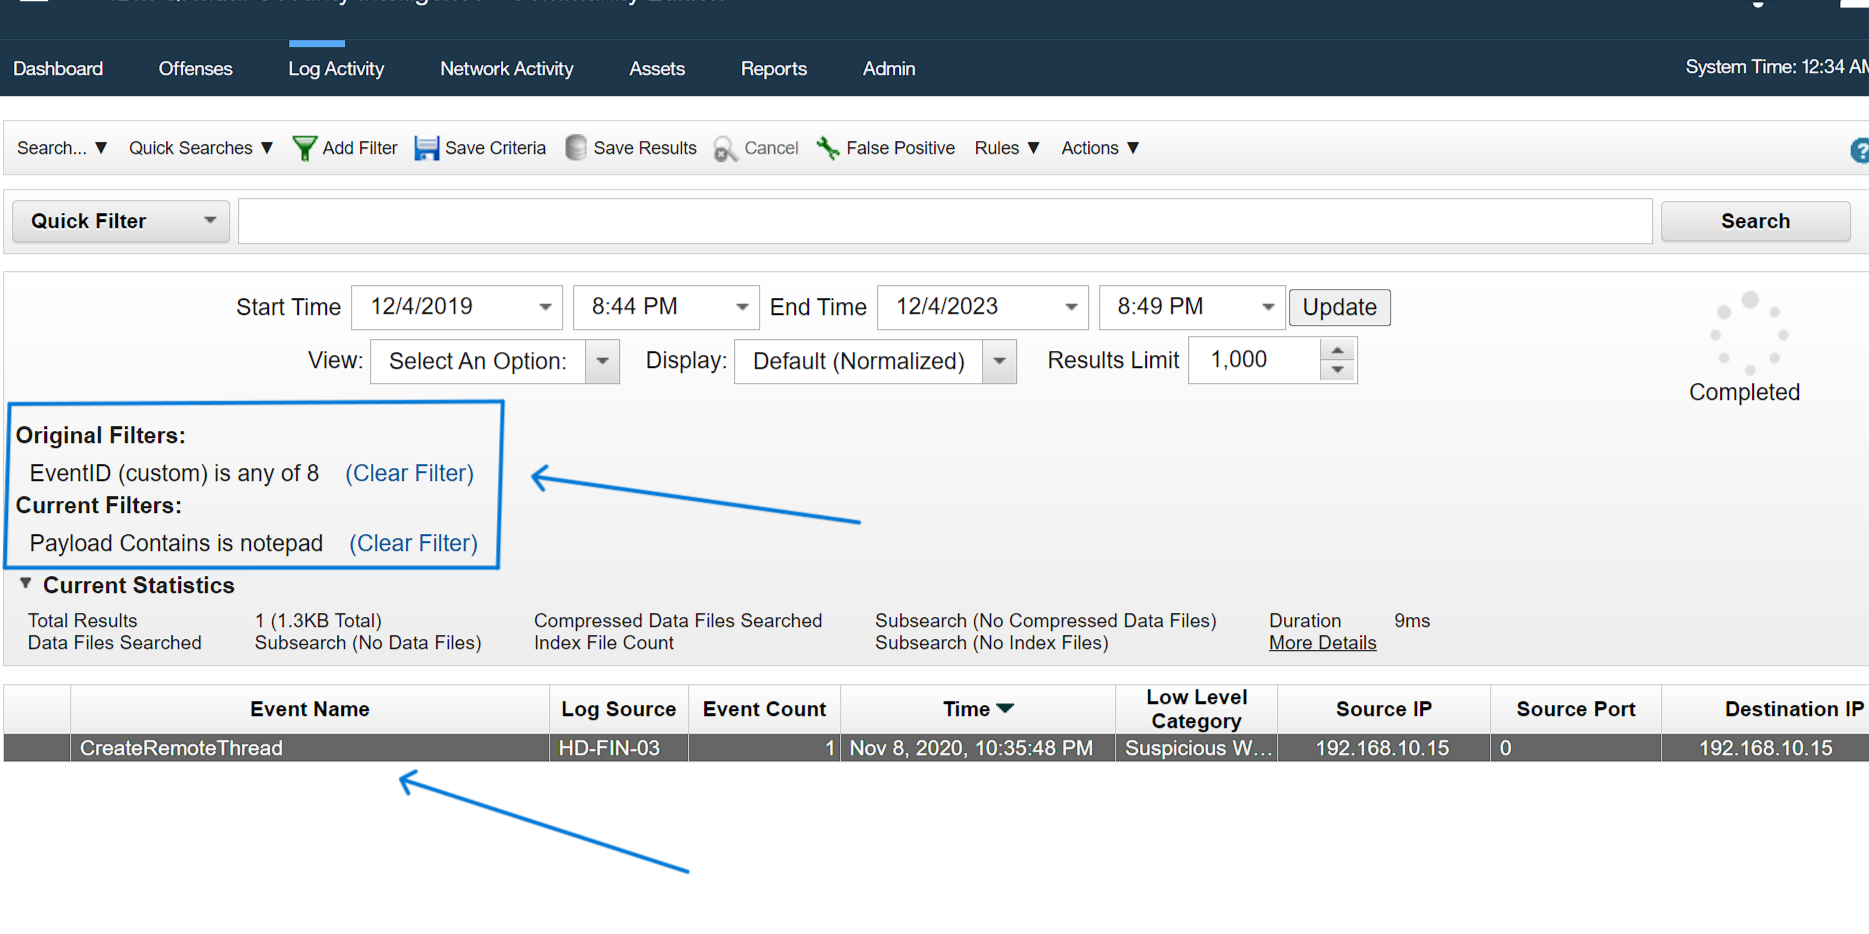 Dashboard Offenses Log Activity Network Activity Assets Reports Admin System Time: 12:34 AM
Search... ▼ Quick Searches ▼ Add Filter Save Criteria Save Results Cancel False Positive Rules ▼ Actions ▼
Quick Filter Search
Start Time 12/4/2019 8:44 PM End Time 12/4/2023 8:49 PM Update
View: Select An Option: Display: Default (Normalized) Results Limit 1,000
Completed
Original Filters:
EventID (custom) is any of 8 (Clear Filter)
Current Filters:
Payload Contains is notepad (Clear Filter)
▼ Current Statistics
Total Results 1 (1.3KB Total) Compressed Data Files Searched Subsearch (No Compressed Data Files) Duration 9ms
Data Files Searched Subsearch (No Data Files) Index File Count Subsearch (No Index Files) More Details
Event Name Log Source Event Count Time ▼ Low Level Category Source IP Source Port Destination IP
CreateRemoteThread HD-FIN-03 1 Nov 8, 2020, 10:35:48 PM Suspicious W... 192.168.10.15 0 192.168.10.15